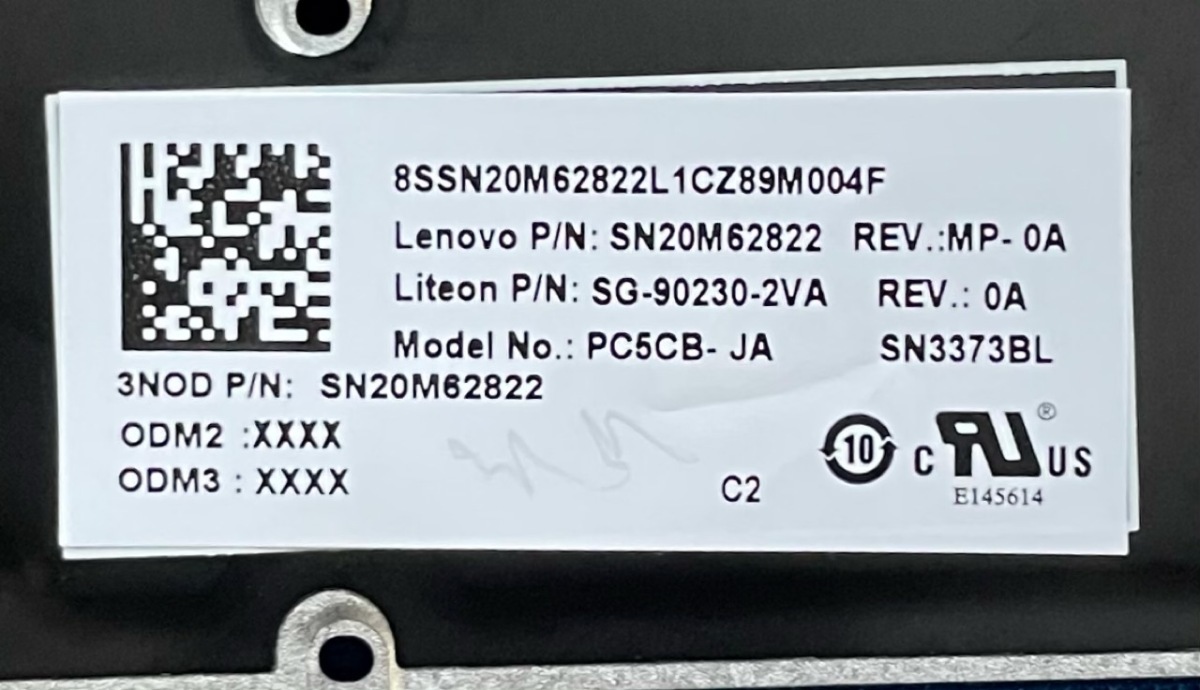 8SSN20M62822L1CZ89M004F
Lenovo P/N: SN20M62822 REV.:MP- 0A
Liteon P/N: SG-90230-2VA REV.: 0A
Model No.: PC5CB- JA SN3373BL
3NOD P/N: SN20M62822
ODM2 :XXXX
ODM3 : XXXX
C2
10
c RU ® US
E145614